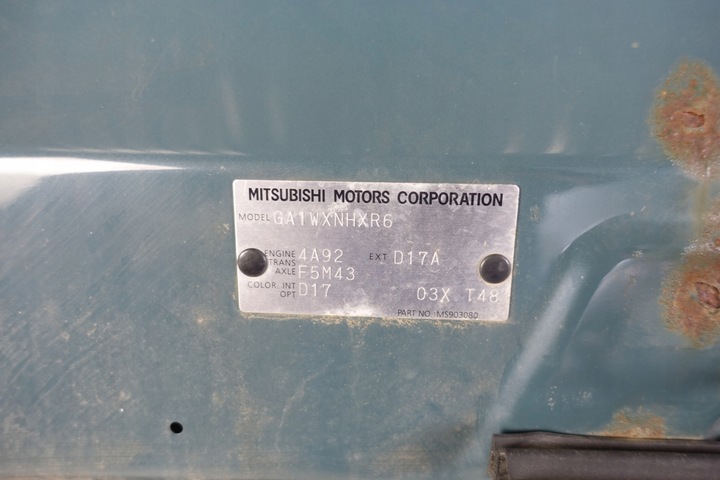 MITSUBISHI MOTORS CORPORATION
MODEL GA1WXNHXR6
ENGINE 4A92 EXT D17A
TRANS AXLE F5M43
COLOR. INT OPT D17 03X T48
PART NO MS903080